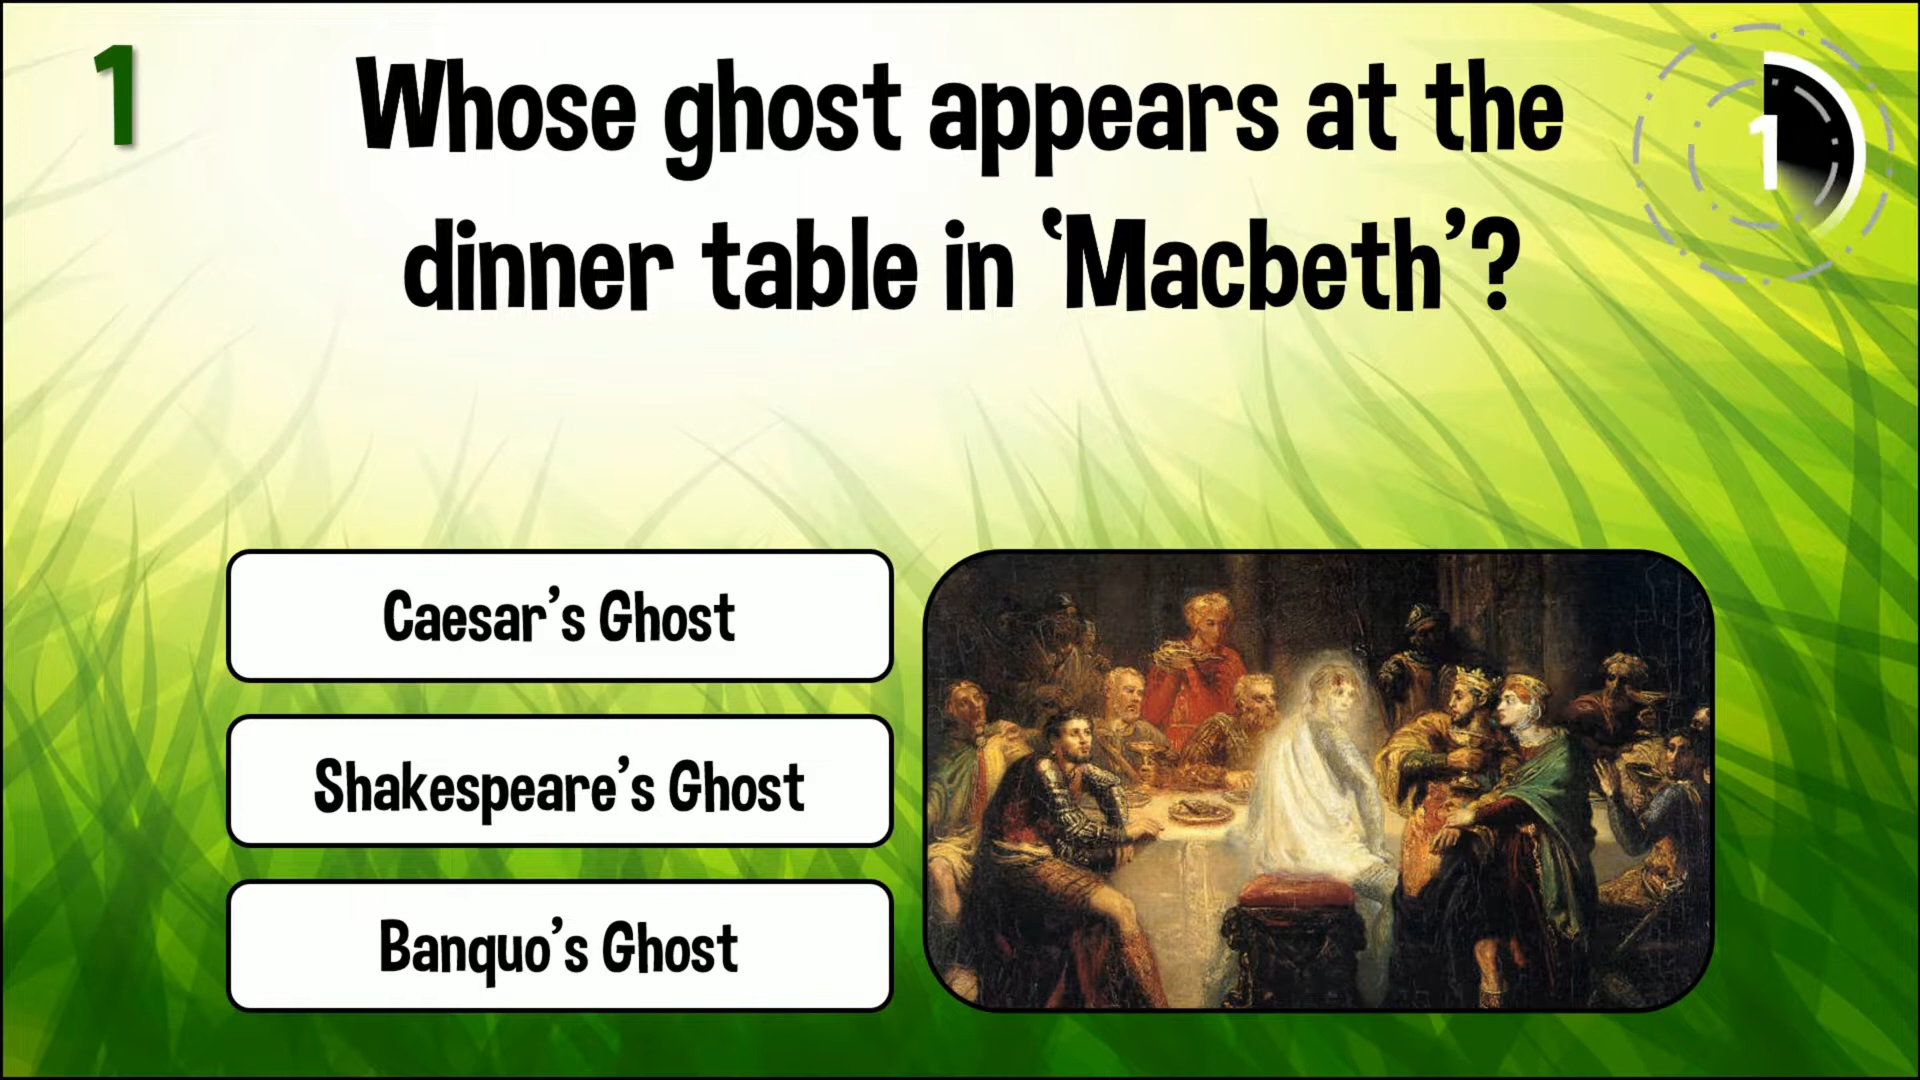 1
Whose ghost appears at the
dinner table in ‘Macbeth’?
1
Caesar’s Ghost
Shakespeare’s Ghost
Banquo’s Ghost